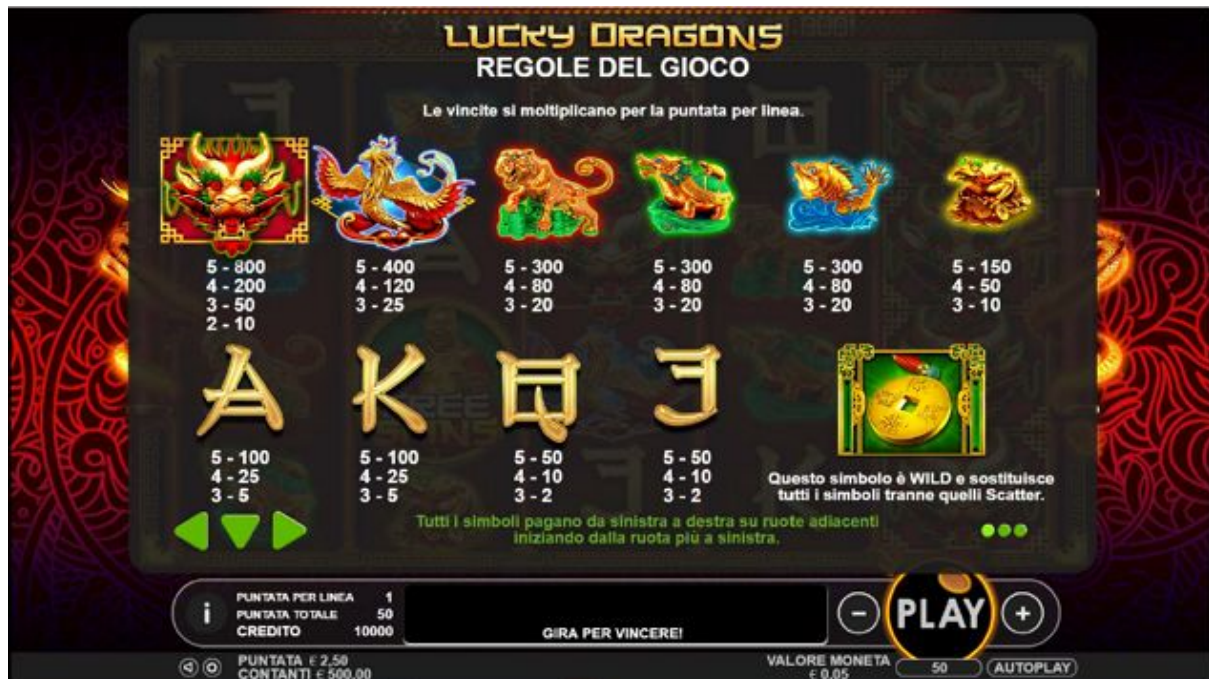 LUCKY DRAGONS
REGOLE DEL GIOCO
Le vincite si moltiplicano per la puntata per linea.
5 - 800
4 - 200
3 - 50
2 - 10
5 - 400
4 - 120
3 - 25
5 - 300
4 - 80
3 - 20
5 - 300
4 - 80
3 - 20
5 - 300
4 - 80
3 - 20
5 - 150
4 - 50
3 - 10
A K Q J
5 - 100
4 - 25
3 - 5
5 - 100
4 - 25
3 - 5
5 - 50
4 - 10
3 - 2
5 - 50
4 - 10
3 - 2
Questo simbolo è WILD e sostituisce
tutti i simboli tranne quelli Scatter.
Tutti i simboli pagano da sinistra a destra su ruote adiacenti
iniziando dalla ruota più a sinistra.
i
PUNTATA PER LINEA 1
PUNTATA TOTALE 50
CREDITO 10000
GIRA PER VINCERE!
− PLAY +
PUNTATA € 2,50
CONTANTI € 500,00
VALORE MONETA
€ 0,05
50
AUTOPLAY